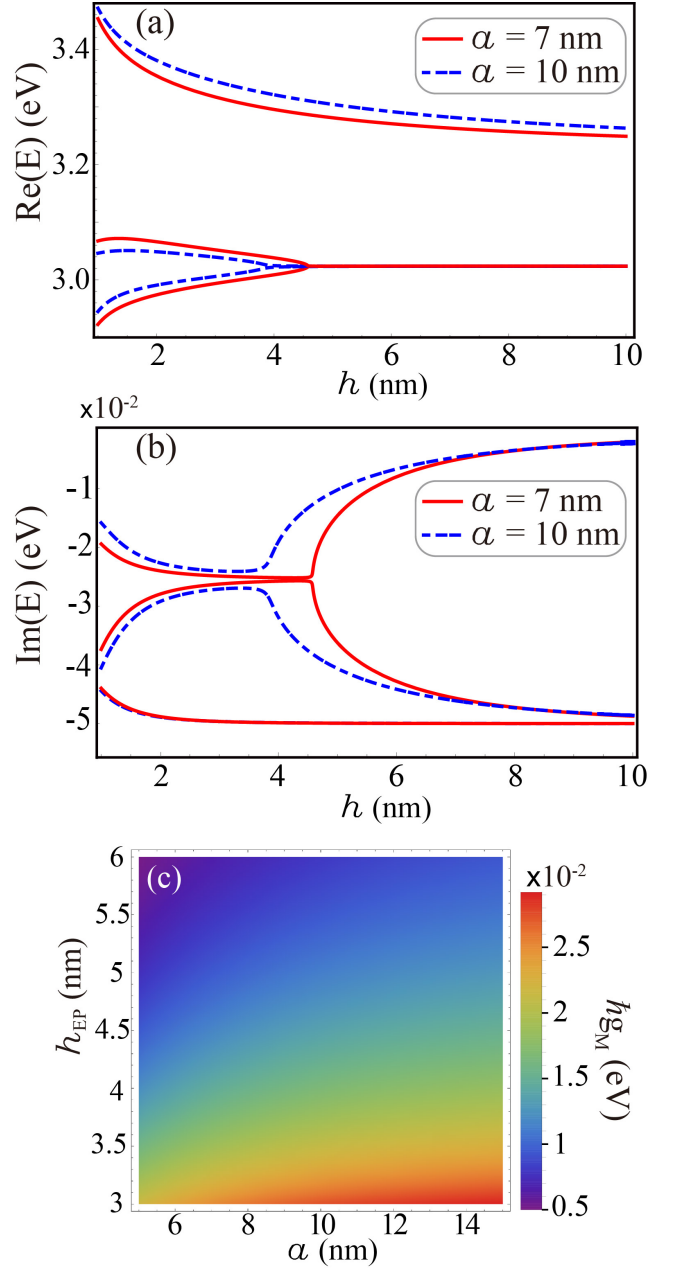 (a)
a = 7 nm
a = 10 nm
Re(E) (eV)
3.4
3.2
3.0
2 4 6 8 10
h (nm)
x10⁻²
(b)
a = 7 nm
a = 10 nm
Im(E) (eV)
-1
-2
-3
-4
-5
2 4 6 8 10
h (nm)
(c)
x10⁻²
h_EP (nm)
6
5.5
5
4.5
4
3.5
3
6 8 10 12 14
a (nm)
2.5
2
1.5
1
0.5
ħg_M (eV)